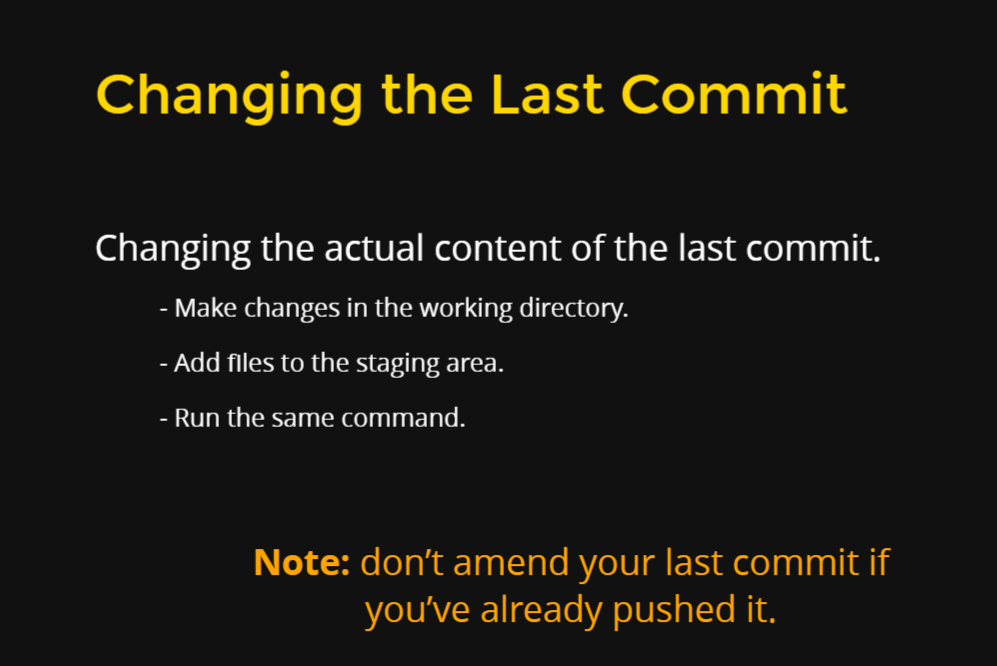 Changing the Last Commit
Changing the actual content of the last commit.
- Make changes in the working directory.
- Add files to the staging area.
- Run the same command.
Note: don’t amend your last commit if
you’ve already pushed it.